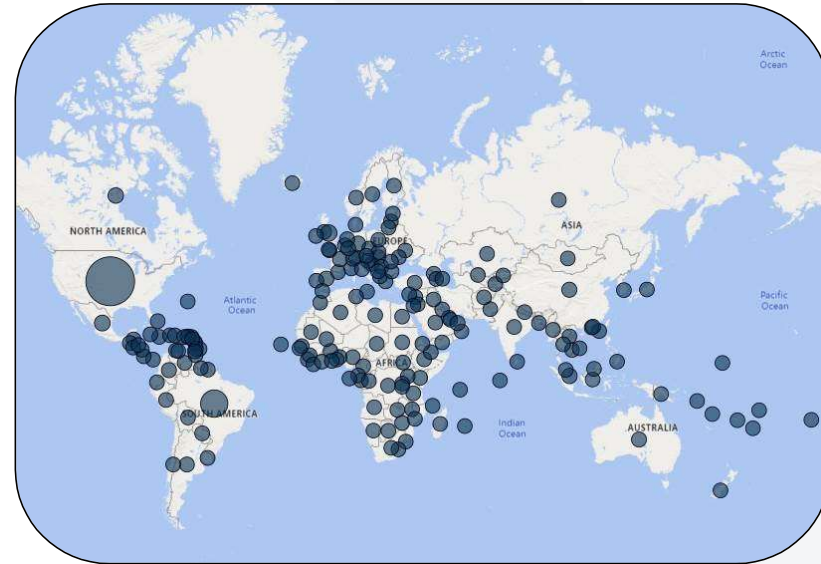 Arctic
Ocean
NORTH AMERICA
ASIA
EUROPE
Atlantic
Ocean
Pacific
Ocean
AFRICA
SOUTH AMERICA
Indian
Ocean
AUSTRALIA